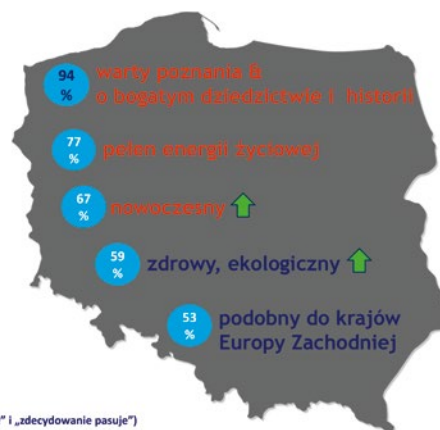 94
%
warty poznania &
o bogatym dziedzictwie i historii
77
%
pełen energii życiowej
67
%
nowoczesny
59
%
zdrowy, ekologiczny
53
%
podobny do krajów
Europy Zachodniej
” i „zdecydowanie pasuje”)